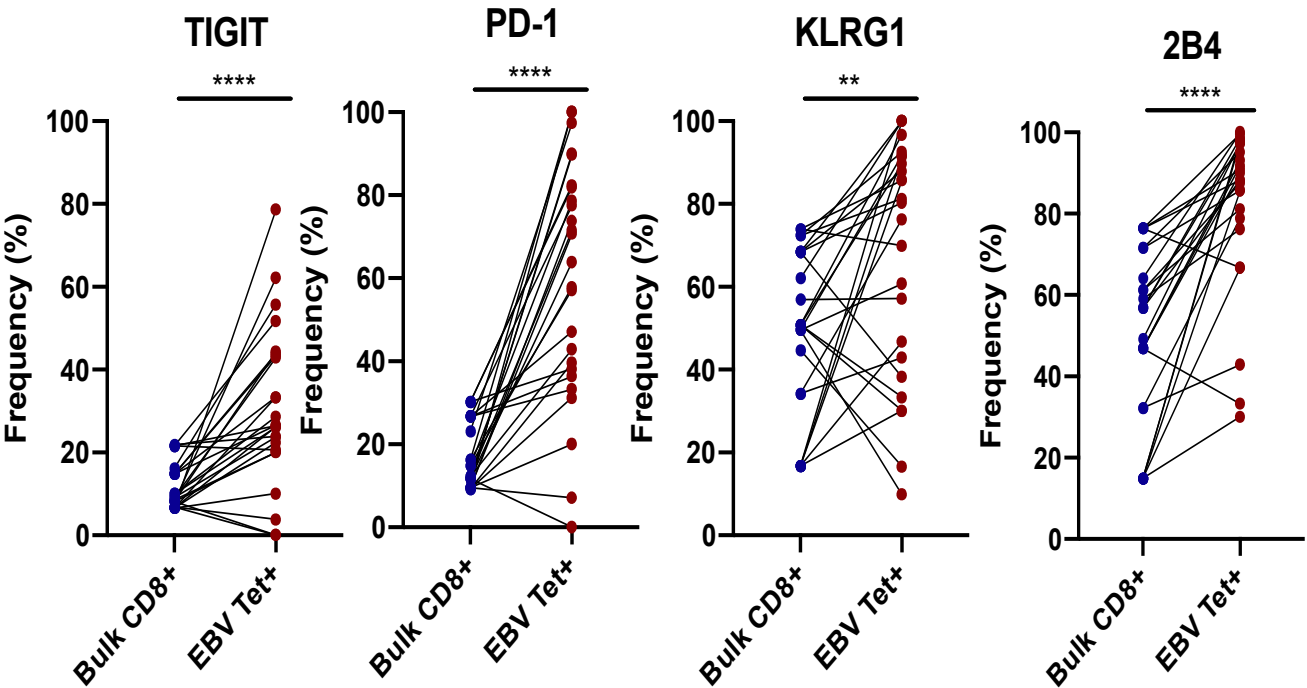 TIGIT
****
Frequency (%)
100
80
60
40
20
0
Bulk CD8+
EBV Tet+
PD-1
****
Frequency (%)
100
80
60
40
20
0
Bulk CD8+
EBV Tet+
KLRG1
**
Frequency (%)
100
80
60
40
20
0
Bulk CD8+
EBV Tet+
2B4
****
Frequency (%)
100
80
60
40
20
0
Bulk CD8+
EBV Tet+